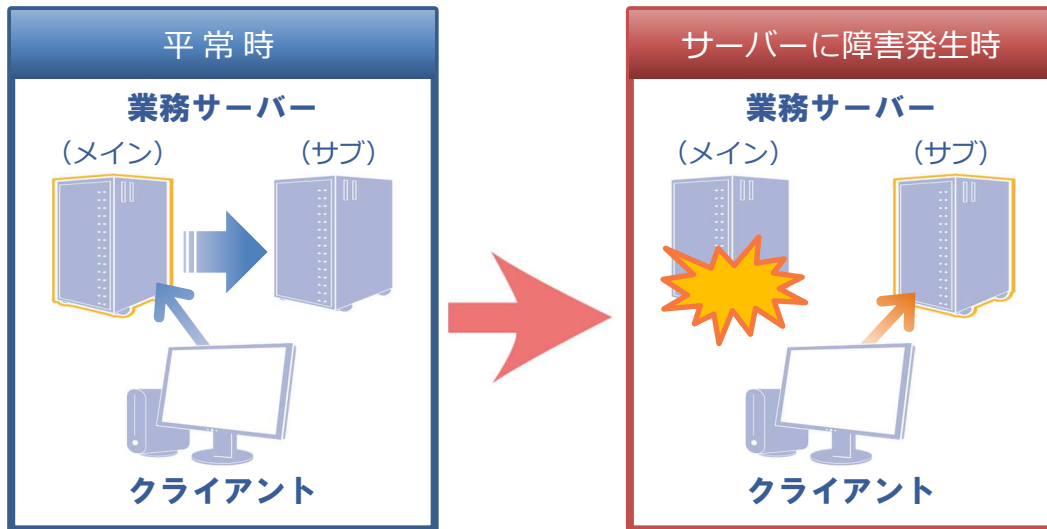 平常時
業務サーバー
（メイン）
（サブ）
クライアント
サーバーに障害発生時
業務サーバー
（メイン）
（サブ）
クライアント